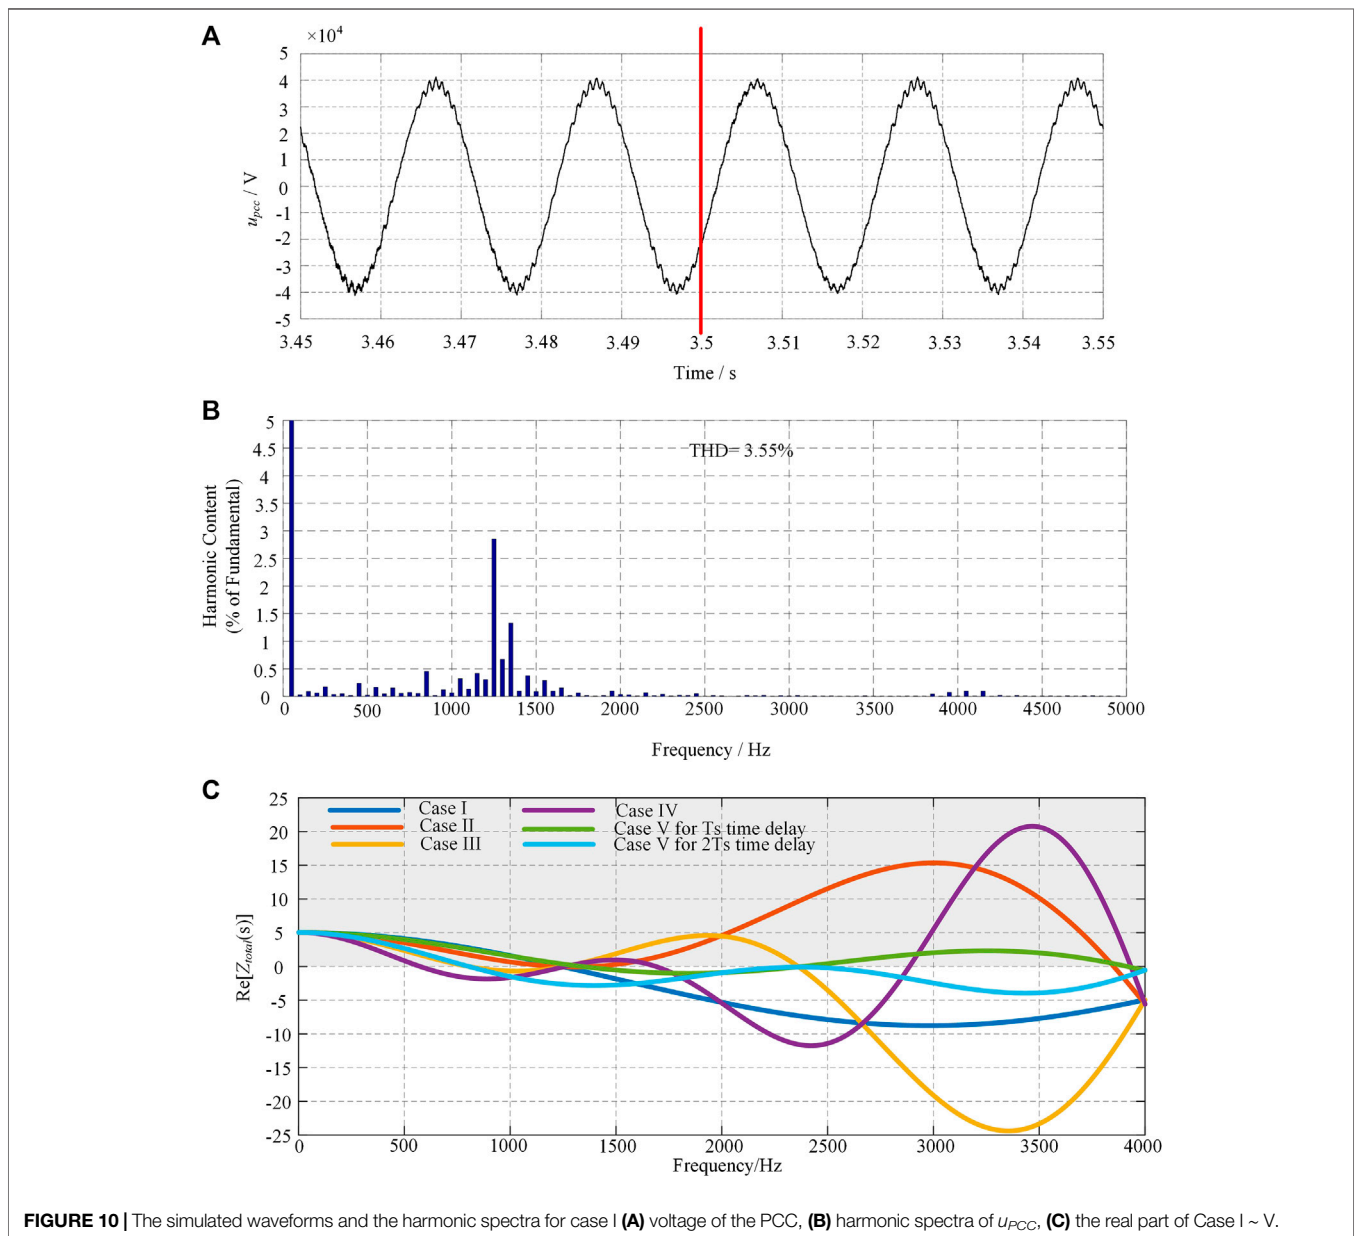 A
×10⁴
5
4
3
2
1
0
-1
-2
-3
-4
-5
u_pcc / V
3.45 3.46 3.47 3.48 3.49 3.5 3.51 3.52 3.53 3.54 3.55
Time / s
B
5
4.5
4
3.5
3
2.5
2
1.5
1
0.5
0
Harmonic Content
(% of Fundamental)
THD= 3.55%
0 500 1000 1500 2000 2500 3000 3500 4000 4500 5000
Frequency / Hz
C
25
20
15
10
5
0
-5
-10
-15
-20
-25
Re[Z_total(s)]
Case I
Case II
Case III
Case IV
Case V for Ts time delay
Case V for 2Ts time delay
0 500 1000 1500 2000 2500 3000 3500 4000
Frequency/Hz
FIGURE 10 | The simulated waveforms and the harmonic spectra for case I (A) voltage of the PCC, (B) harmonic spectra of u_PCC, (C) the real part of Case I ~ V.